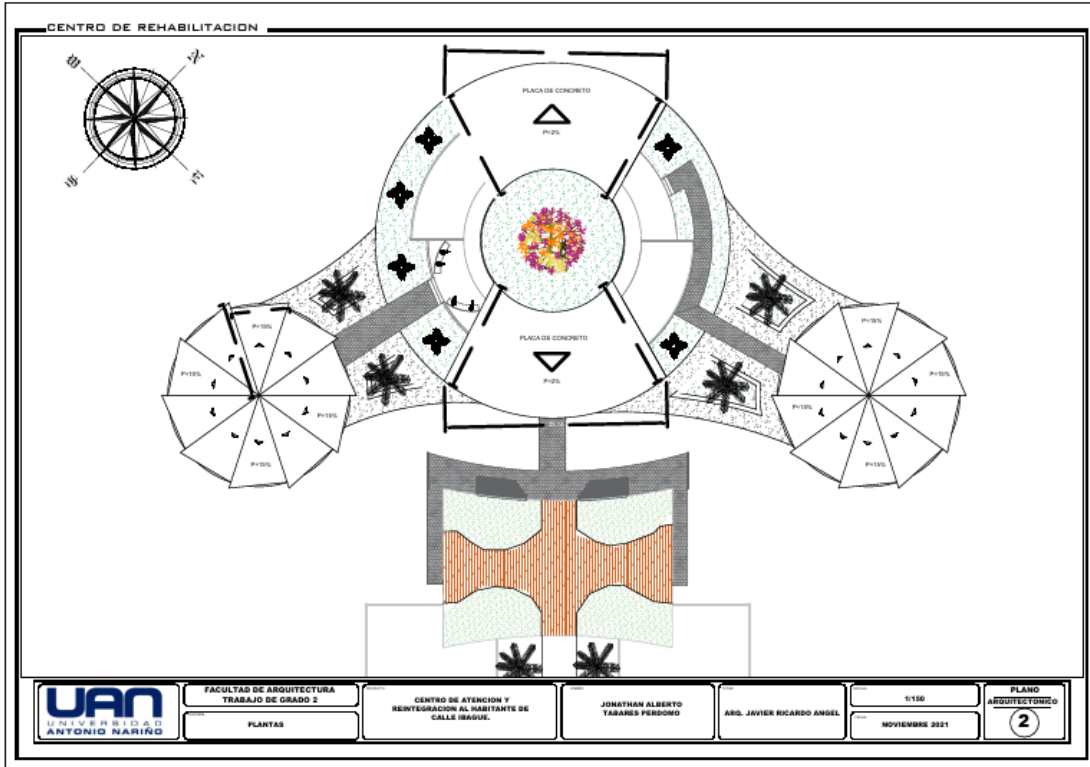 CENTRO DE REHABILITACION
PLACA DE CONCRETO
P=2%
PLACA DE CONCRETO
P=2%
P=15%
P=15%
P=15%
P=15%
P=15%
P=15%
P=15%
P=15%
UAN
UNIVERSIDAD
ANTONIO NARIÑO
FACULTAD DE ARQUITECTURA
TRABAJO DE GRADO 2
PLANTAS
CENTRO DE ATENCION Y
REINTEGRACION AL HABITANTE DE
CALLE IBAGUE.
JONATHAN ALBERTO
TABARES PERDOMO
ARQ. JAVIER RICARDO ANGEL
1/150
NOVIEMBRE 2021
PLANO
ARQUITECTONICO
2